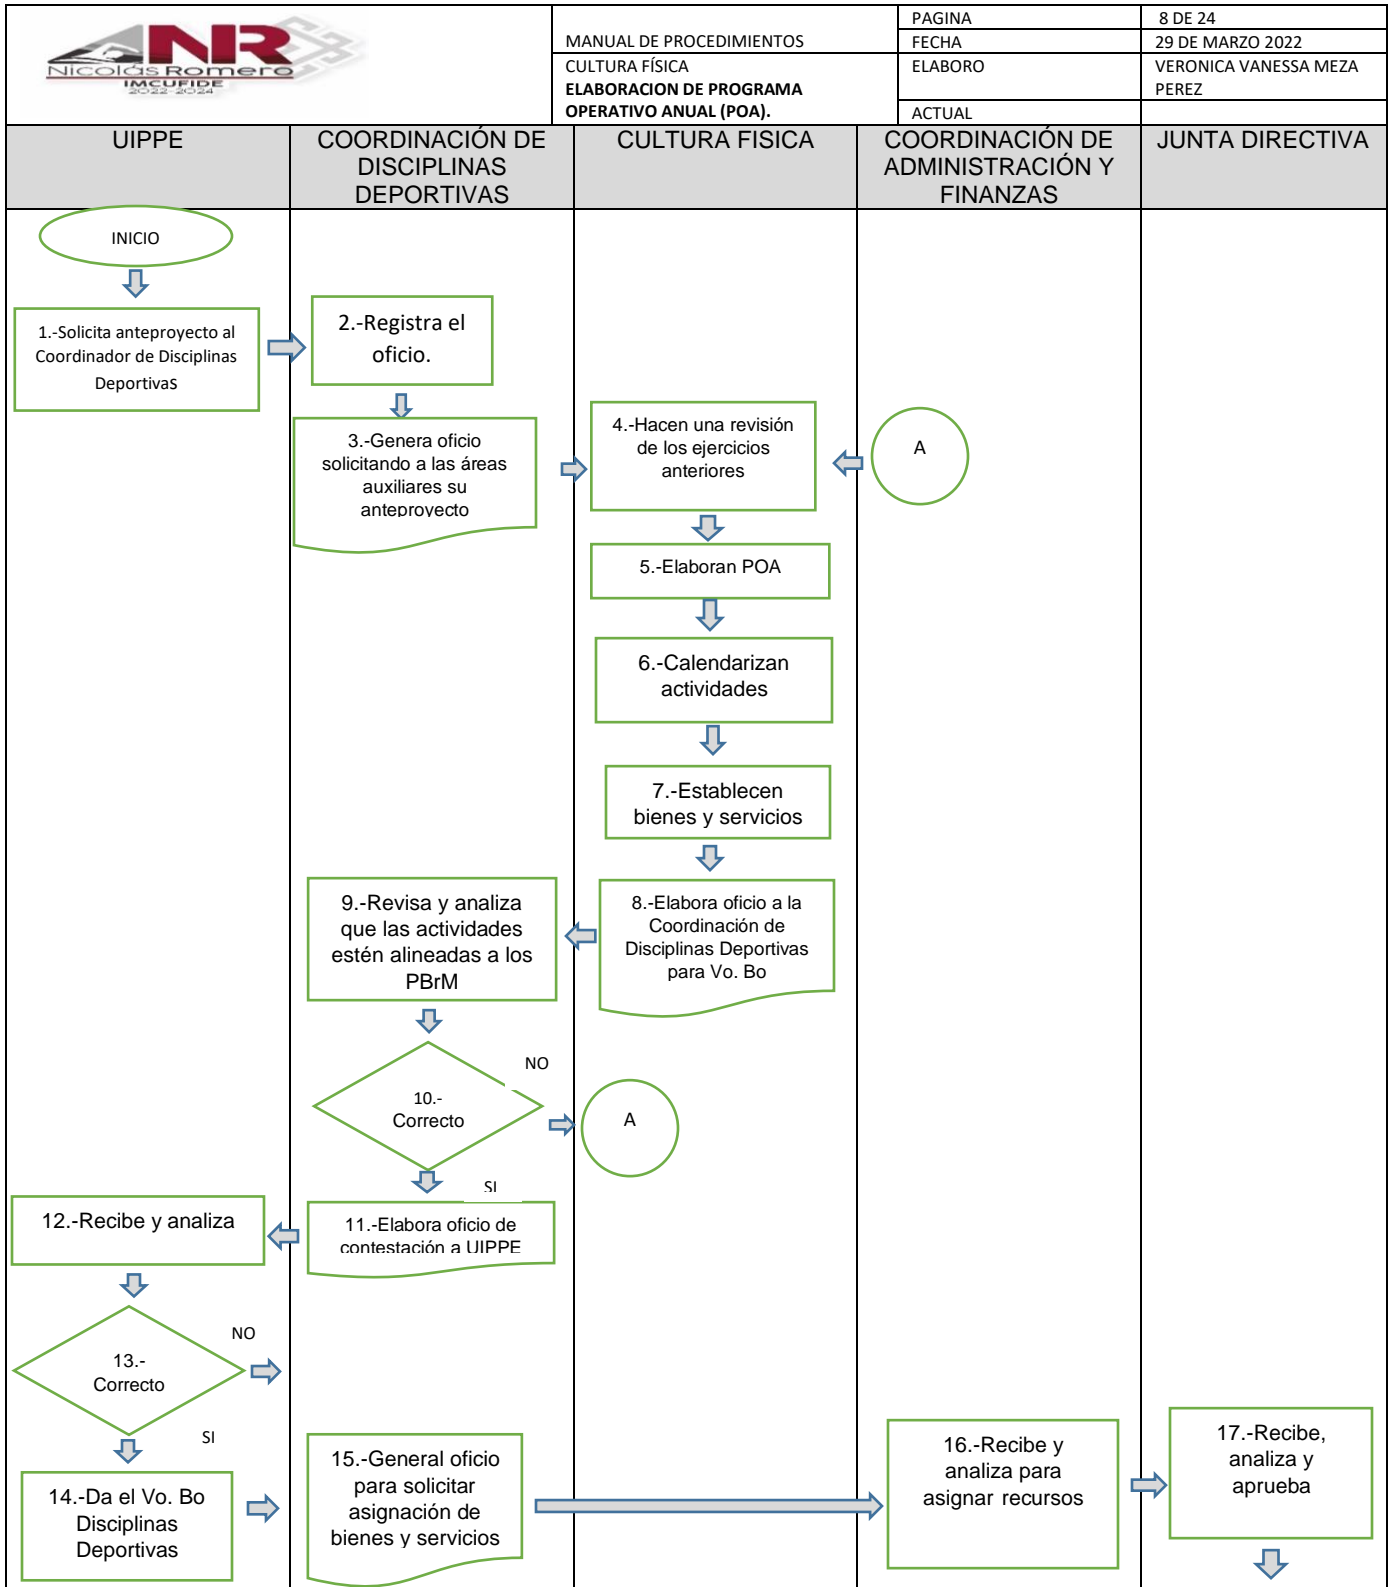 NR
Nicolás Romero
IMCUFIDE
2022-2024
MANUAL DE PROCEDIMIENTOS
CULTURA FÍSICA
ELABORACION DE PROGRAMA
OPERATIVO ANUAL (POA).
PAGINA
8 DE 24
FECHA
29 DE MARZO 2022
ELABORO
VERONICA VANESSA MEZA
PEREZ
ACTUAL
UIPPE
COORDINACIÓN DE
DISCIPLINAS
DEPORTIVAS
CULTURA FISICA
COORDINACIÓN DE
ADMINISTRACIÓN Y
FINANZAS
JUNTA DIRECTIVA
INICIO
1.-Solicita anteproyecto al
Coordinador de Disciplinas
Deportivas
2.-Registra el
oficio.
3.-Genera oficio
solicitando a las áreas
auxiliares su
anteproyecto
4.-Hacen una revisión
de los ejercicios
anteriores
A
5.-Elaboran POA
6.-Calendarizan
actividades
7.-Establecen
bienes y servicios
8.-Elabora oficio a la
Coordinación de
Disciplinas Deportivas
para Vo. Bo
9.-Revisa y analiza
que las actividades
estén alineadas a los
PBrM
NO
10.-
Correcto
A
SI
11.-Elabora oficio de
contestación a UIPPE
12.-Recibe y analiza
NO
13.-
Correcto
SI
14.-Da el Vo. Bo
Disciplinas
Deportivas
15.-General oficio
para solicitar
asignación de
bienes y servicios
16.-Recibe y
analiza para
asignar recursos
17.-Recibe,
analiza y
aprueba